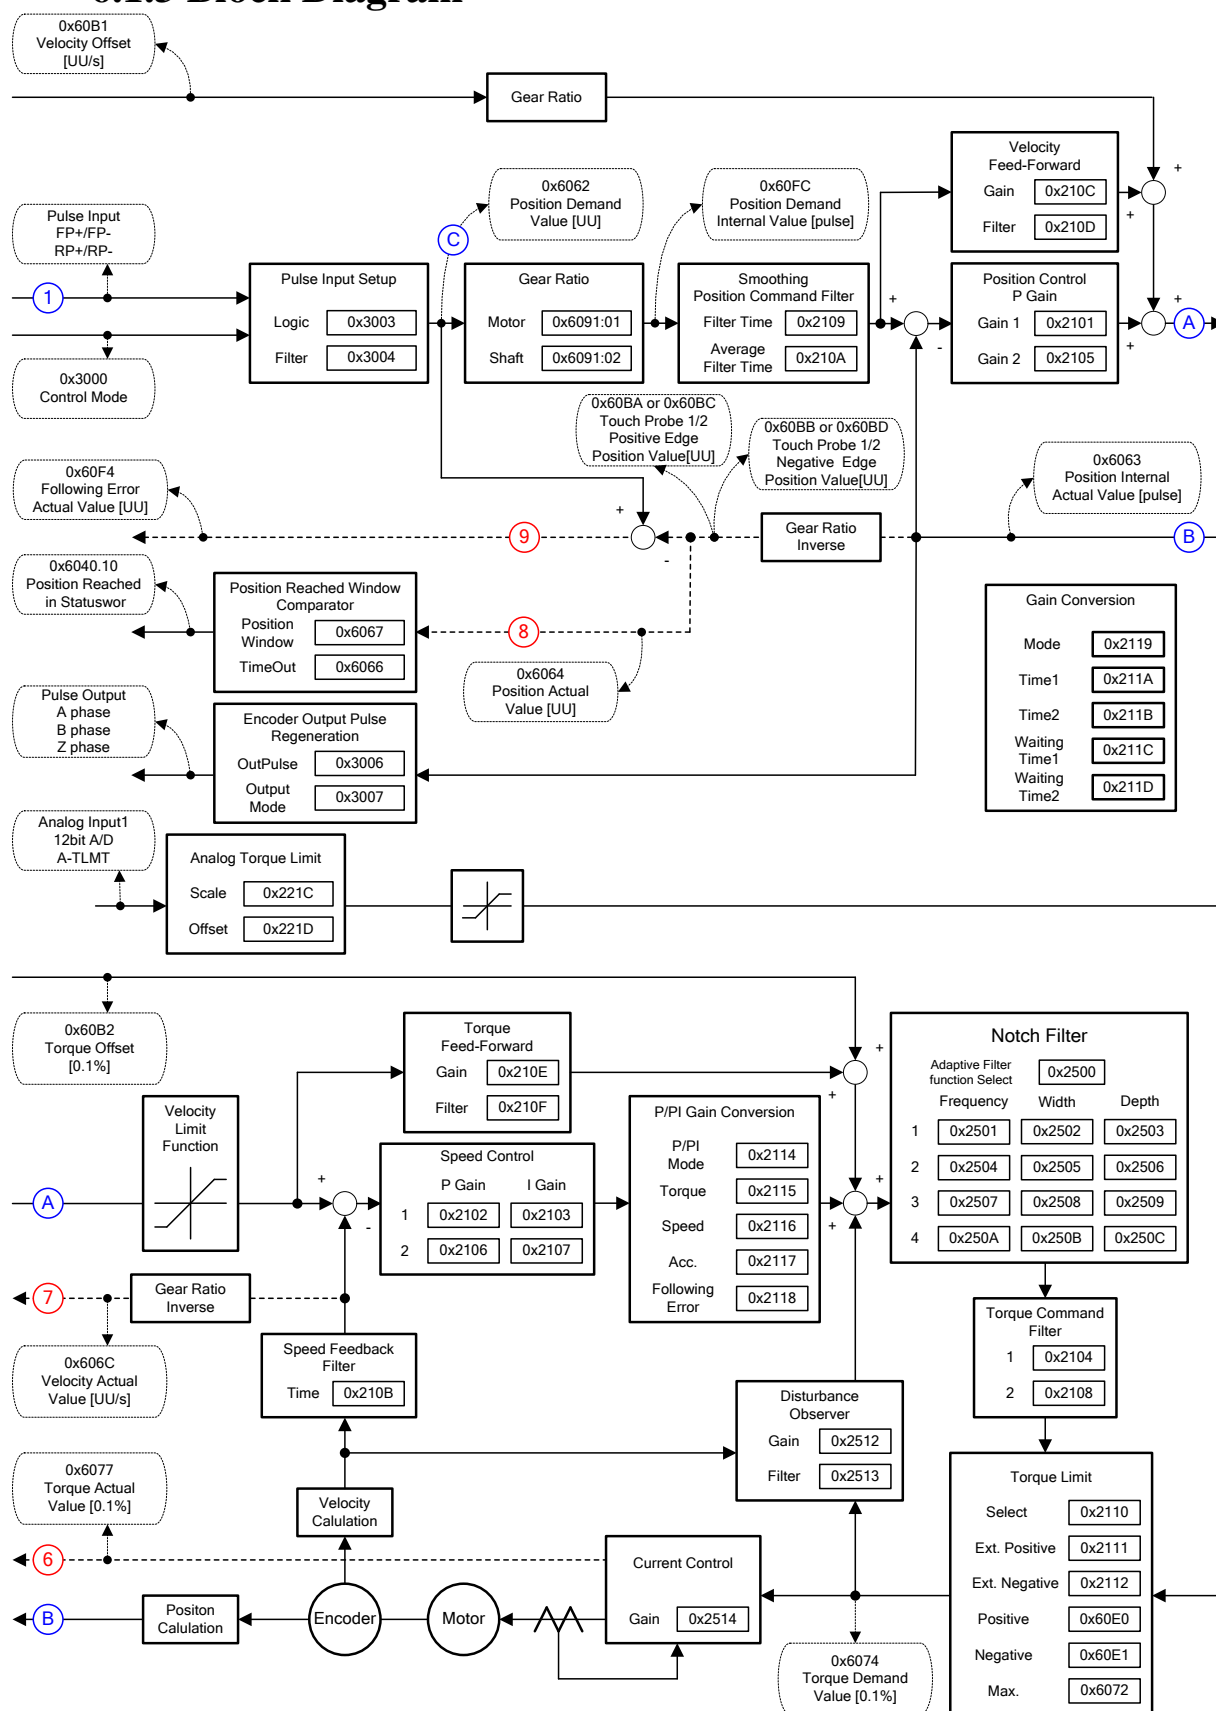 6.1.3 Block Diagram
0x60B1
Velocity Offset
[UU/s]
Gear Ratio
Velocity
Feed-Forward
Gain 0x210C
Filter 0x210D
+
+
0x6062
Position Demand
Value [UU]
0x60FC
Position Demand
Internal Value [pulse]
Pulse Input
FP+/FP-
RP+/RP-
C
1
Pulse Input Setup
Logic 0x3003
Filter 0x3004
Gear Ratio
Motor 0x6091:01
Shaft 0x6091:02
Smoothing
Position Command Filter
Filter Time 0x2109
Average
Filter Time 0x210A
+
-
Position Control
P Gain
Gain 1 0x2101
Gain 2 0x2105
+
+
A
0x3000
Control Mode
0x60BA or 0x60BC
Touch Probe 1/2
Positive Edge
Position Value[UU]
0x60BB or 0x60BD
Touch Probe 1/2
Negative Edge
Position Value[UU]
0x6063
Position Internal
Actual Value [pulse]
0x60F4
Following Error
Actual Value [UU]
+
-
9
Gear Ratio
Inverse
B
0x6040.10
Position Reached
in Statuswor
Position Reached Window
Comparator
Position
Window 0x6067
TimeOut 0x6066
8
0x6064
Position Actual
Value [UU]
Gain Conversion
Mode 0x2119
Time1 0x211A
Time2 0x211B
Waiting
Time1 0x211C
Waiting
Time2 0x211D
Pulse Output
A phase
B phase
Z phase
Encoder Output Pulse
Regeneration
OutPulse 0x3006
Output
Mode 0x3007
Analog Input1
12bit A/D
A-TLMT
Analog Torque Limit
Scale 0x221C
Offset 0x221D
0x60B2
Torque Offset
[0.1%]
Torque
Feed-Forward
Gain 0x210E
Filter 0x210F
+
+
Notch Filter
Adaptive Filter
function Select 0x2500
Frequency Width Depth
1 0x2501 0x2502 0x2503
2 0x2504 0x2505 0x2506
3 0x2507 0x2508 0x2509
4 0x250A 0x250B 0x250C
A
Velocity
Limit
Function
+
-
Speed Control
P Gain I Gain
1 0x2102 0x2103
2 0x2106 0x2107
P/PI Gain Conversion
P/PI
Mode 0x2114
Torque 0x2115
Speed 0x2116
Acc. 0x2117
Following
Error 0x2118
+
+
7
Gear Ratio
Inverse
0x606C
Velocity Actual
Value [UU/s]
Speed Feedback
Filter
Time 0x210B
Torque Command
Filter
1 0x2104
2 0x2108
Disturbance
Observer
Gain 0x2512
Filter 0x2513
0x6077
Torque Actual
Value [0.1%]
Velocity
Calulation
6
Current Control
Gain 0x2514
Torque Limit
Select 0x2110
Ext. Positive 0x2111
Ext. Negative 0x2112
Positive 0x60E0
Negative 0x60E1
Max. 0x6072
B
Positon
Calulation
Encoder
Motor
0x6074
Torque Demand
Value [0.1%]